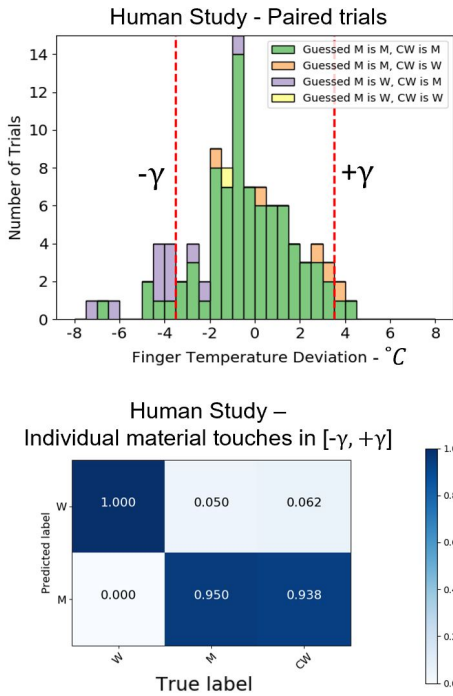 Human Study - Paired trials
14
12
10
8
6
4
2
0
Number of Trials
Guessed M is M, CW is M
Guessed M is M, CW is W
Guessed M is W, CW is M
Guessed M is W, CW is W
-γ
+γ
-8 -6 -4 -2 0 2 4 6 8
Finger Temperature Deviation - °C
Human Study –
Individual material touches in [-γ, +γ]
Predicted label
W 1.000 0.050 0.062
M 0.000 0.950 0.938
W M CW
True label